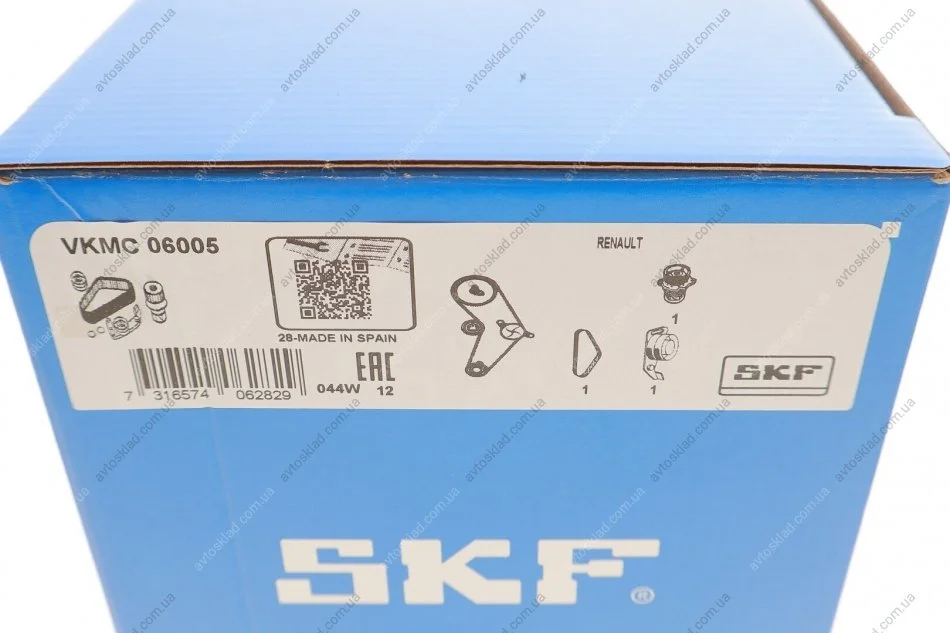 VKMC 06005
RENAULT
1
28-MADE IN SPAIN
1 1
SKF
7 316574 062829
EAC
044W 12
SKF®
avtosklad.com.ua